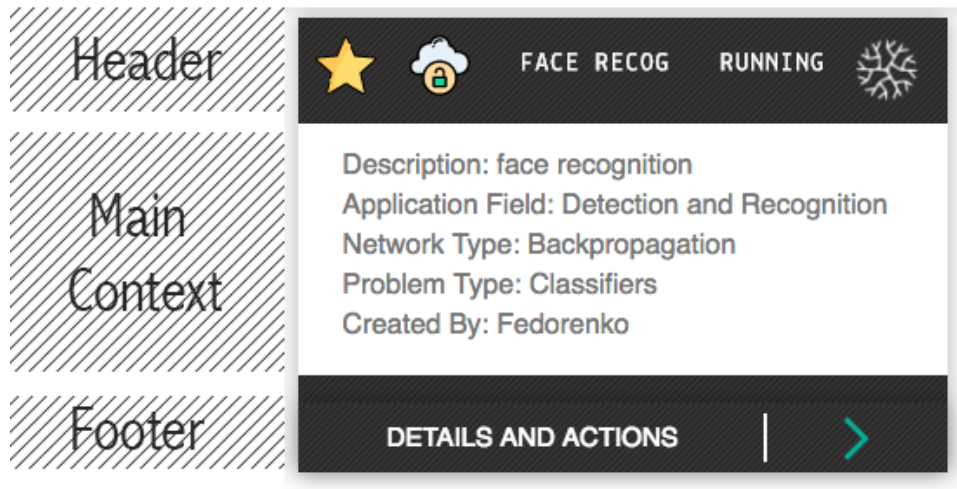 Header
FACE RECOG RUNNING
Main
Context
Description: face recognition
Application Field: Detection and Recognition
Network Type: Backpropagation
Problem Type: Classifiers
Created By: Fedorenko
Footer
DETAILS AND ACTIONS